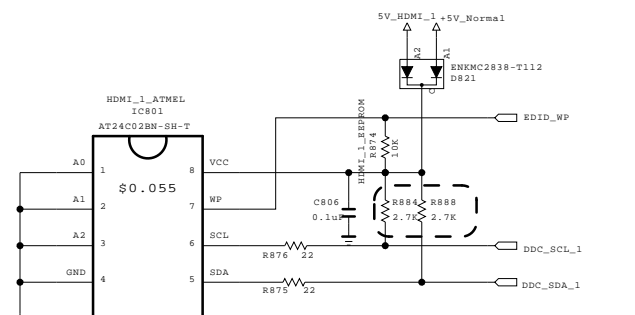 5V_HDMI_1 +5V_Normal
A2
A1
ENKMC2838-T112
D821
C
HDMI_1_ATMEL
IC801
AT24C02BN-SH-T
HDMI_1_EEPROM
R874
10K
EDID_WP
A0 1 8 VCC
$0.055
C806
0.1uF
R884
2.7K
R888
2.7K
A1 2 7 WP
A2 3 6 SCL
R876 22
DDC_SCL_1
GND 4 5 SDA
R875 22
DDC_SDA_1